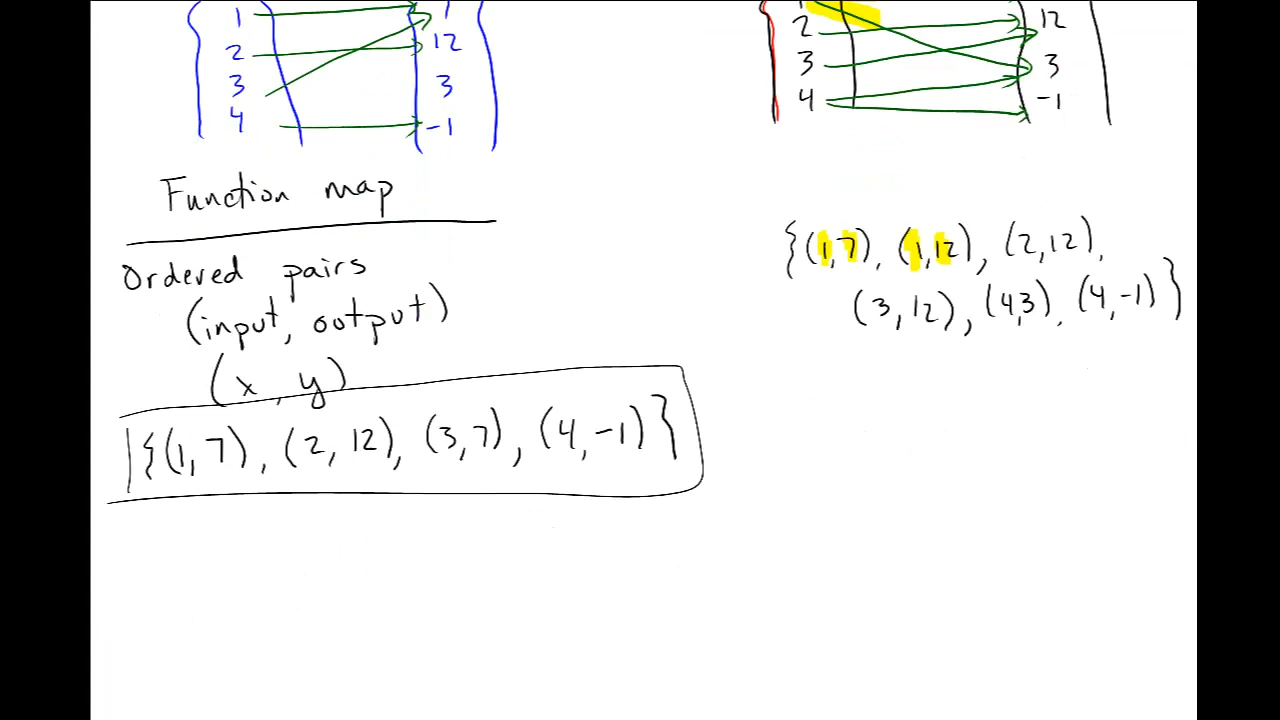 1
2 12
3 3
4 -1
2 12
3 3
4 -1
Function map
Ordered pairs
(input, output)
(x, y)
{(1, 7), (2, 12), (3, 7), (4, -1)}
{(1, 7), (1, 12), (2, 12),
(3, 12), (4, 3), (4, -1)}